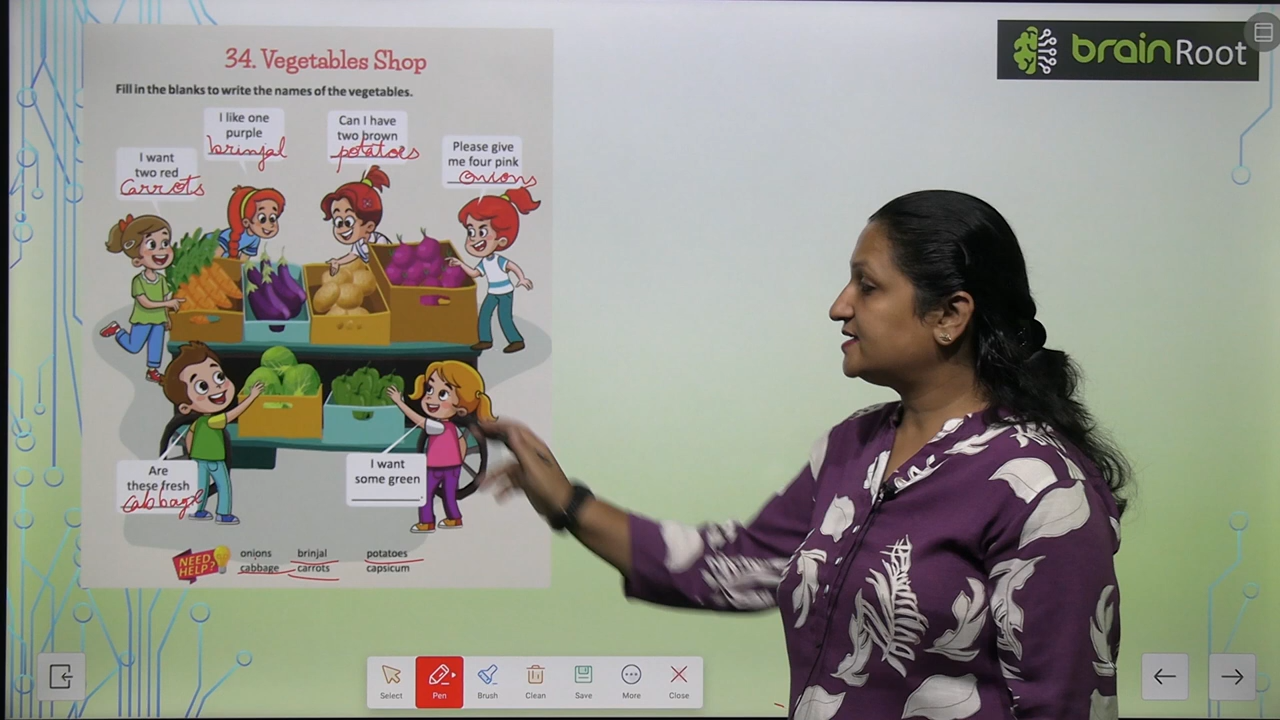 brainRoot
34. Vegetables Shop
Fill in the blanks to write the names of the vegetables.
I like one
purple
brinjal
Can I have
two brown
potatoes
Please give
me four pink
onions
I want
two red
carrots
Are
these fresh
cabbage
I want
some green
NEED
HELP?
onions brinjal potatoes
cabbage carrots capsicum
Select Pen Brush Clean Save More Close